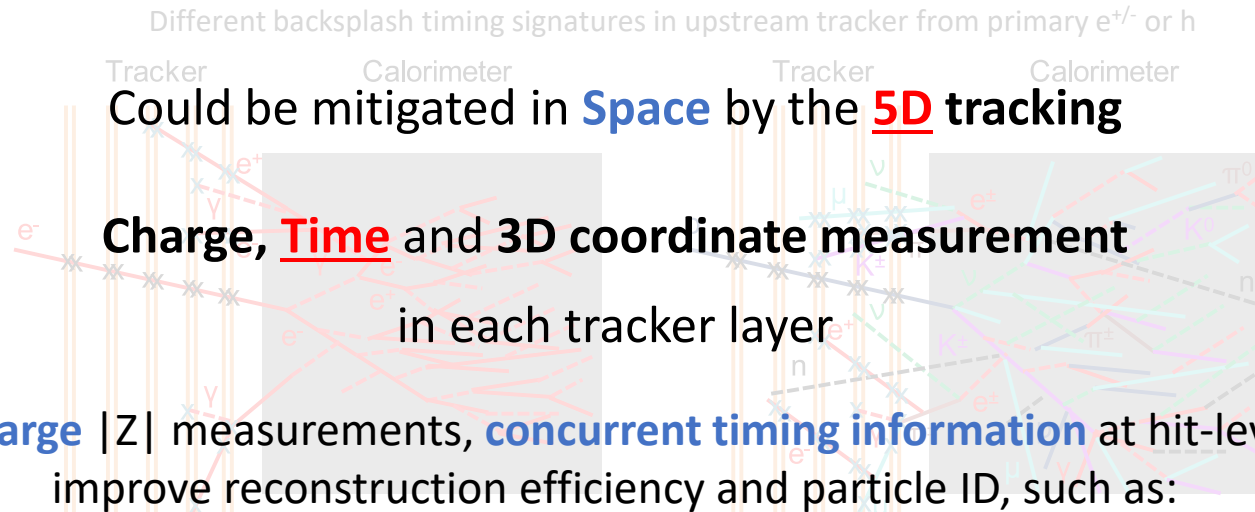 Different backsplash timing signatures in upstream tracker from primary e+/- or h
Tracker Calorimeter Tracker Calorimeter
Could be mitigated in Space by the 5D tracking
e+ ν π0
γ μ e±
Charge, Time and 3D coordinate measurement
e- K0
K±
e- n
in each tracker layer
e- e+ ν K± π±
n
γ e±
arge |Z| measurements, concurrent timing information at hit-lev
e- μ γ
improve reconstruction efficiency and particle ID, such as: